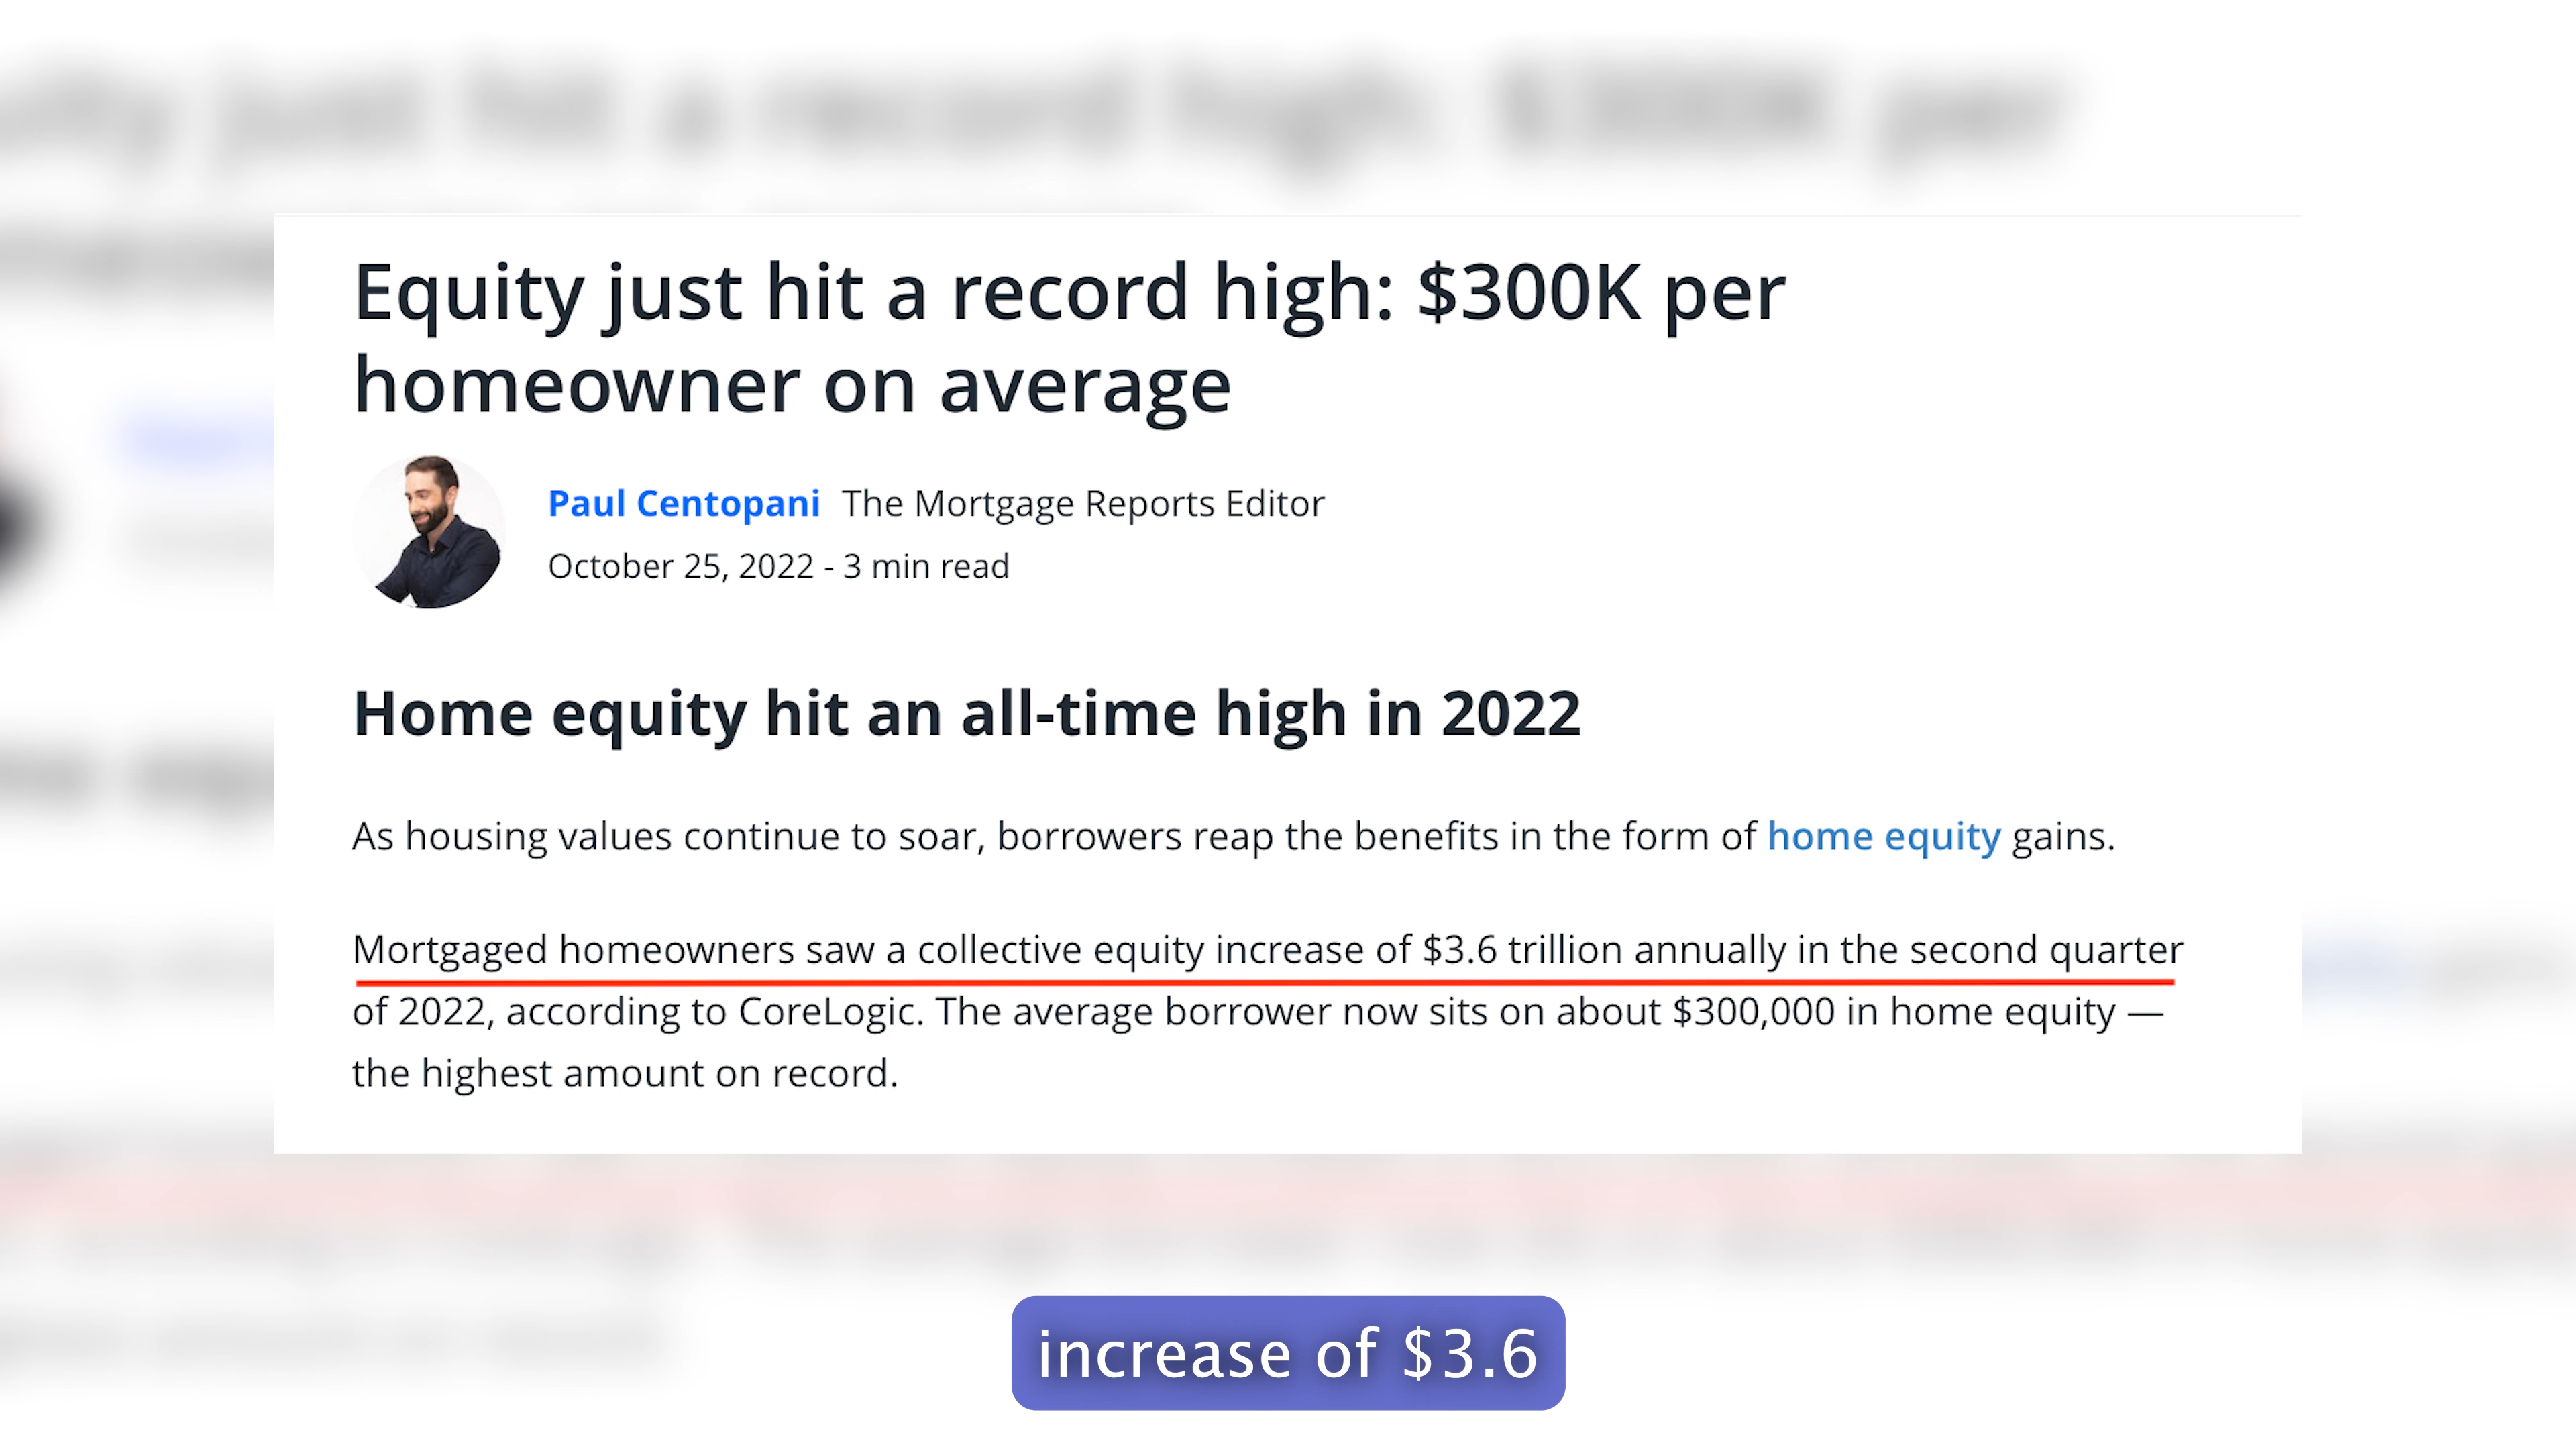 Equity just hit a record high: $300K per
homeowner on average
Paul Centopani The Mortgage Reports Editor
October 25, 2022 - 3 min read
Home equity hit an all-time high in 2022
As housing values continue to soar, borrowers reap the benefits in the form of home equity gains.
Mortgaged homeowners saw a collective equity increase of $3.6 trillion annually in the second quarter
of 2022, according to CoreLogic. The average borrower now sits on about $300,000 in home equity —
the highest amount on record.
increase of $3.6